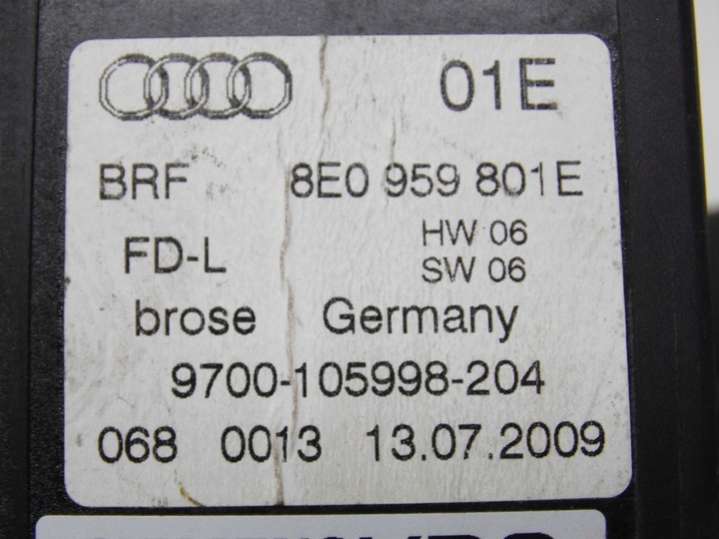 01E
BRF 8E0 959 801E
HW 06
FD-L
SW 06
brose Germany
9700-105998-204
068 0013 13.07.2009